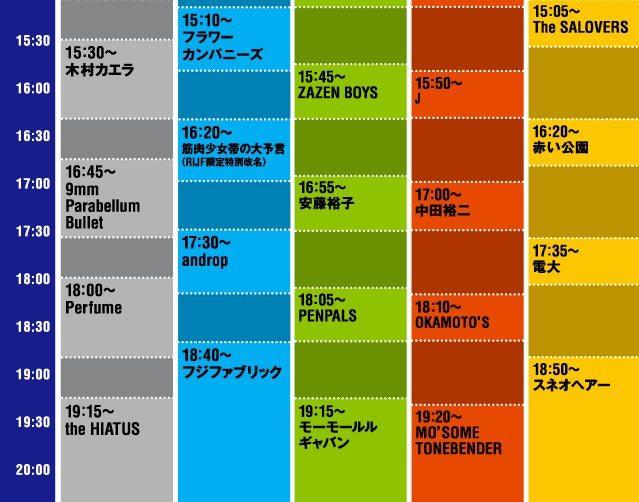 15:30
16:00
16:30
17:00
17:30
18:00
18:30
19:00
19:30
20:00
15:30〜
木村カエラ
16:45〜
9mm
Parabellum
Bullet
18:00〜
Perfume
19:15〜
the HIATUS
15:10〜
フラワー
カンパニーズ
16:20〜
筋肉少女帯の大予言
(RIJF限定特別改名)
17:30〜
androp
18:40〜
フジファブリック
15:45〜
ZAZEN BOYS
16:55〜
安藤裕子
18:05〜
PENPALS
19:15〜
モーモールル
ギャバン
15:50〜
J
17:00〜
中田裕二
18:10〜
OKAMOTO'S
19:20〜
MO'SOME
TONEBENDER
15:05〜
The SALOVERS
16:20〜
赤い公園
17:35〜
電大
18:50〜
スネオヘアー